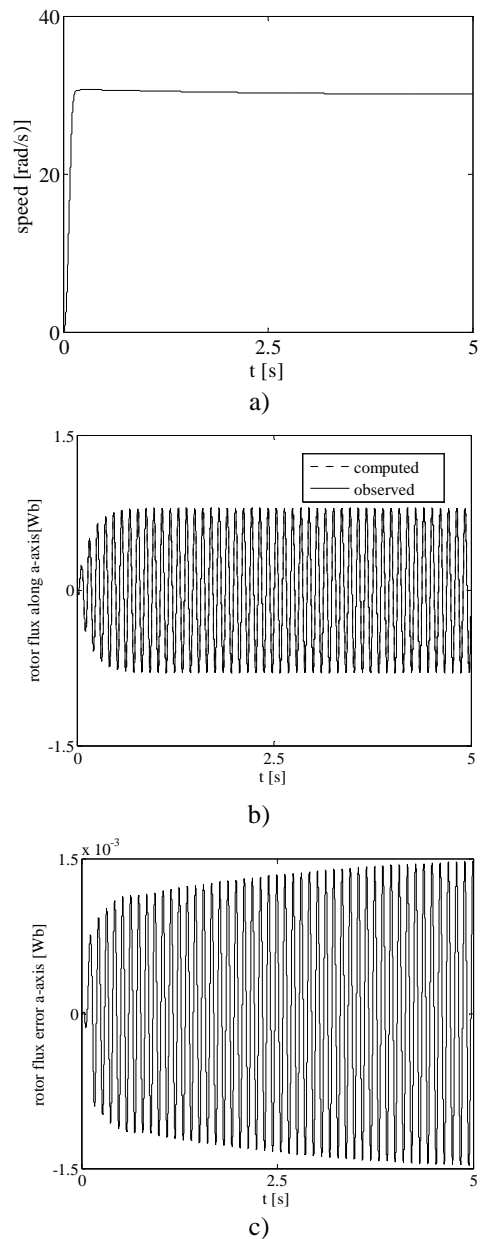 40
20
0
speed [rad/s)]
0
2.5
5
t [s]
a)
1.5
0
-1.5
rotor flux along a-axis[Wb]
computed
observed
0
2.5
5
t [s]
b)
x 10-3
1.5
0
-1.5
rotor flux error a-axis [Wb]
0
2.5
5
t [s]
c)